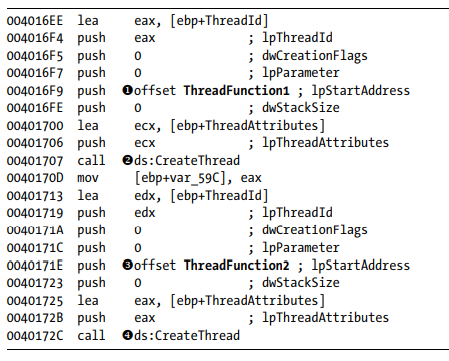 004016EE lea eax, [ebp+ThreadId]
004016F4 push eax ; lpThreadId
004016F5 push 0 ; dwCreationFlags
004016F7 push 0 ; lpParameter
004016F9 push ❶offset ThreadFunction1 ; lpStartAddress
004016FE push 0 ; dwStackSize
00401700 lea ecx, [ebp+ThreadAttributes]
00401706 push ecx ; lpThreadAttributes
00401707 call ❷ds:CreateThread
0040170D mov [ebp+var_59C], eax
00401713 lea edx, [ebp+ThreadId]
00401719 push edx ; lpThreadId
0040171A push 0 ; dwCreationFlags
0040171C push 0 ; lpParameter
0040171E push ❸offset ThreadFunction2 ; lpStartAddress
00401723 push 0 ; dwStackSize
00401725 lea eax, [ebp+ThreadAttributes]
0040172B push eax ; lpThreadAttributes
0040172C call ❹ds:CreateThread